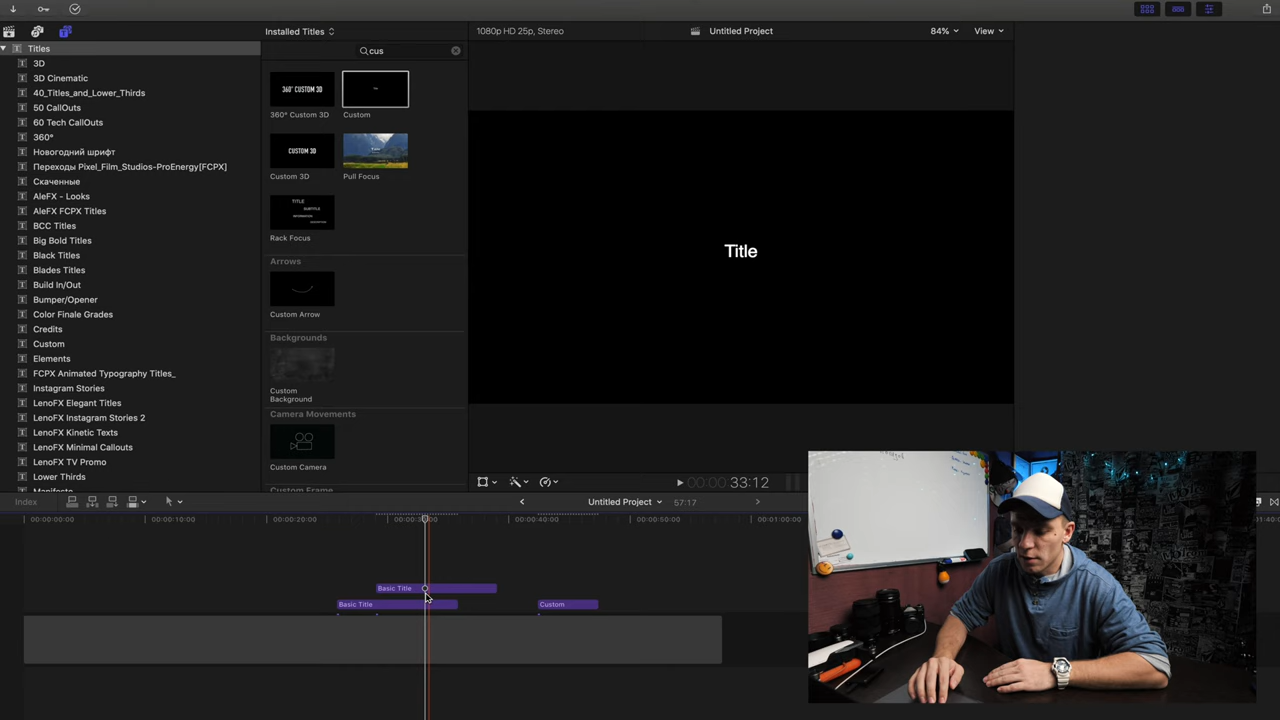 Installed Titles
1080p HD 25p, Stereo
Untitled Project
84%
View
Titles
cus
3D
3D Cinematic
40_Titles_and_Lower_Thirds
50 CallOuts
60 Tech CallOuts
360°
Новогодний шрифт
Переходы Pixel_Film_Studios-ProEnergy[FCPX]
Скаченные
AleFX - Looks
AleFX FCPX Titles
BCC Titles
Big Bold Titles
Black Titles
Blades Titles
Build In/Out
Bumper/Opener
Color Finale Grades
Credits
Custom
Elements
FCPX Animated Typography Titles_
Instagram Stories
LenoFX Elegant Titles
LenoFX Instagram Stories 2
LenoFX Kinetic Texts
LenoFX Minimal Callouts
LenoFX TV Promo
Lower Thirds
360° CUSTOM 3D
360° Custom 3D
Custom
CUSTOM 3D
Custom 3D
Pull Focus
TITLE
SUBTITLE
INFORMATION
Rack Focus
Arrows
Custom Arrow
Backgrounds
Custom
Background
Camera Movements
Custom Camera
Title
00:00:33:12
Index
Untitled Project
57:17
00:00:00:00
00:00:10:00
00:00:20:00
00:00:40:00
00:00:50:00
00:01:00:00
Basic Title
Basic Title
Custom